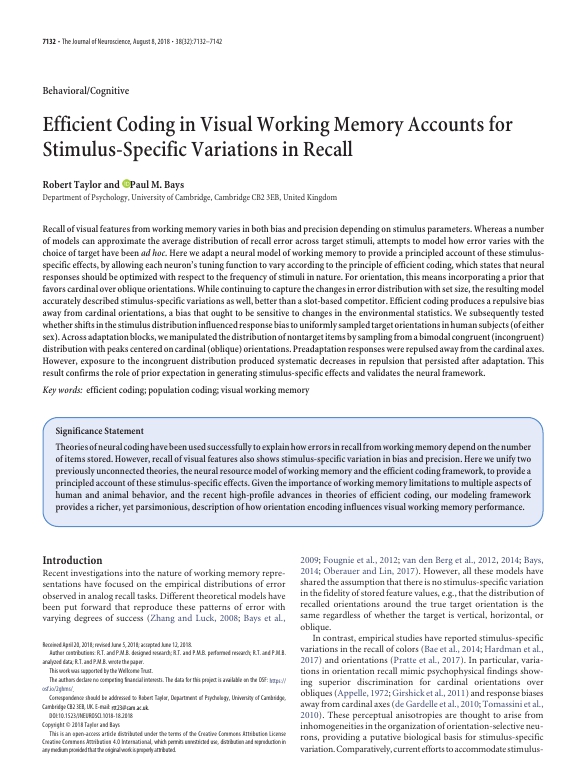 7132 • The Journal of Neuroscience, August 8, 2018 • 38(32):7132–7142
Behavioral/Cognitive
Efficient Coding in Visual Working Memory Accounts for
Stimulus-Specific Variations in Recall
Robert Taylor and Paul M. Bays
Department of Psychology, University of Cambridge, Cambridge CB2 3EB, United Kingdom
Recall of visual features from working memory varies in both bias and precision depending on stimulus parameters. Whereas a number
of models can approximate the average distribution of recall error across target stimuli, attempts to model how error varies with the
choice of target have been ad hoc. Here we adapt a neural model of working memory to provide a principled account of these stimulus-
specific effects, by allowing each neuron's tuning function to vary according to the principle of efficient coding, which states that neural
responses should be optimized with respect to the frequency of stimuli in nature. For orientation, this means incorporating a prior that
favors cardinal over oblique orientations. While continuing to capture the changes in error distribution with set size, the resulting model
accurately described stimulus-specific variations as well, better than a slot-based competitor. Efficient coding produces a repulsive bias
away from cardinal orientations, a bias that ought to be sensitive to changes in the environmental statistics. We subsequently tested
whether shifts in the stimulus distribution influenced response bias to uniformly sampled target orientations in human subjects (of either
sex). Across adaptation blocks, we manipulated the distribution of nontarget items by sampling from a bimodal congruent (incongruent)
distribution with peaks centered on cardinal (oblique) orientations. Preadaptation responses were repulsed away from the cardinal axes.
However, exposure to the incongruent distribution produced systematic decreases in repulsion that persisted after adaptation. This
result confirms the role of prior expectation in generating stimulus-specific effects and validates the neural framework.
Key words: efficient coding; population coding; visual working memory
Significance Statement
Theories of neural coding have been used successfully to explain how errors in recall from working memory depend on the number
of items stored. However, recall of visual features also shows stimulus-specific variation in bias and precision. Here we unify two
previously unconnected theories, the neural resource model of working memory and the efficient coding framework, to provide a
principled account of these stimulus-specific effects. Given the importance of working memory limitations to multiple aspects of
human and animal behavior, and the recent high-profile advances in theories of efficient coding, our modeling framework
provides a richer, yet parsimonious, description of how orientation encoding influences visual working memory performance.
Introduction
Recent investigations into the nature of working memory repre-
sentations have focused on the empirical distributions of error
observed in analog recall tasks. Different theoretical models have
been put forward that reproduce these patterns of error with
varying degrees of success (Zhang and Luck, 2008; Bays et al.,
Received April 20, 2018; revised June 5, 2018; accepted June 12, 2018.
Author contributions: R.T. and P.M.B. designed research; R.T. and P.M.B. performed research; R.T. and P.M.B.
analyzed data, R.T. and P.M.B. wrote the paper.
This work was supported by the Wellcome Trust.
The authors declare no competing financial interests. The data for this project is available on the OSF: https://
Correspondence should be addressed to Robert Taylor, Department of Psychology, University of Cambridge,
Cambridge CB2 3EB, UK. E-mail: rtt23@cam.ac.uk.
DOI:10.1523/JNEUROSCI.1018-18.2018
Copyright © 2018 Taylor and Bays
This is an open-access article distributed under the terms of the Creative Commons Attribution License
Creative Commons Attribution 4.0 International, which permits unrestricted use, distribution and reproduction in
any medium provided that the original work is properly attributed.
2009; Fougnie et al., 2012; van den Berg et al., 2012, 2014; Bays,
2014; Oberauer and Lin, 2017). However, all these models have
shared the assumption that there is no stimulus-specific variation
in the fidelity of stored feature values, e.g., that the distribution of
recalled orientations around the true target orientation is the
same regardless of whether the target is vertical, horizontal, or
oblique.
In contrast, empirical studies have reported stimulus-specific
variations in the recall of colors (Bae et al., 2014; Hardman et al.,
2017) and orientations (Pratte et al., 2017). In particular, varia-
tions in orientation recall mimic psychophysical findings show-
ing superior discrimination for cardinal orientations over
obliques (Appelle, 1972; Girshick et al., 2011) and response biases
away from cardinal axes (de Gardelle et al., 2010; Tomassini et al.,
2010). These perceptual anisotropies are thought to arise from
inhomogeneities in the organization of orientation-selective neu-
rons, providing a putative biological basis for stimulus-specific
variation. Comparatively, current efforts to accommodate stimulus-